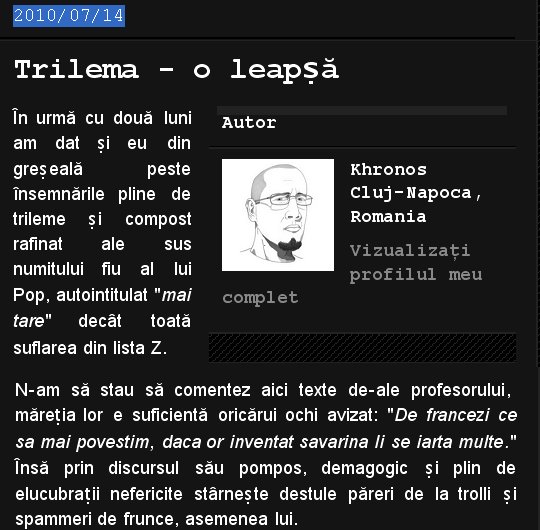 2010/07/14
Trilema - o leapșă
În urmă cu două luni
am dat și eu din
greșeală peste
însemnările pline de
trileme și compost
rafinat ale sus
numitului fiu al lui
Pop, autointitulat "mai
tare" decât toată
suflarea din lista Z.
Autor
Khronos
Cluj-Napoca,
Romania
Vizualizați
profilul meu
complet
N-am să stau să comentez aici texte de-ale profesorului,
măreția lor e suficientă oricărui ochi avizat: "De francezi ce
sa mai povestim, daca or inventat savarina li se iarta multe."
Însă prin discursul său pompos, demagogic și plin de
elucubrații nefericite stârnește destule păreri de la trolli și
spammeri de frunce, asemenea lui.